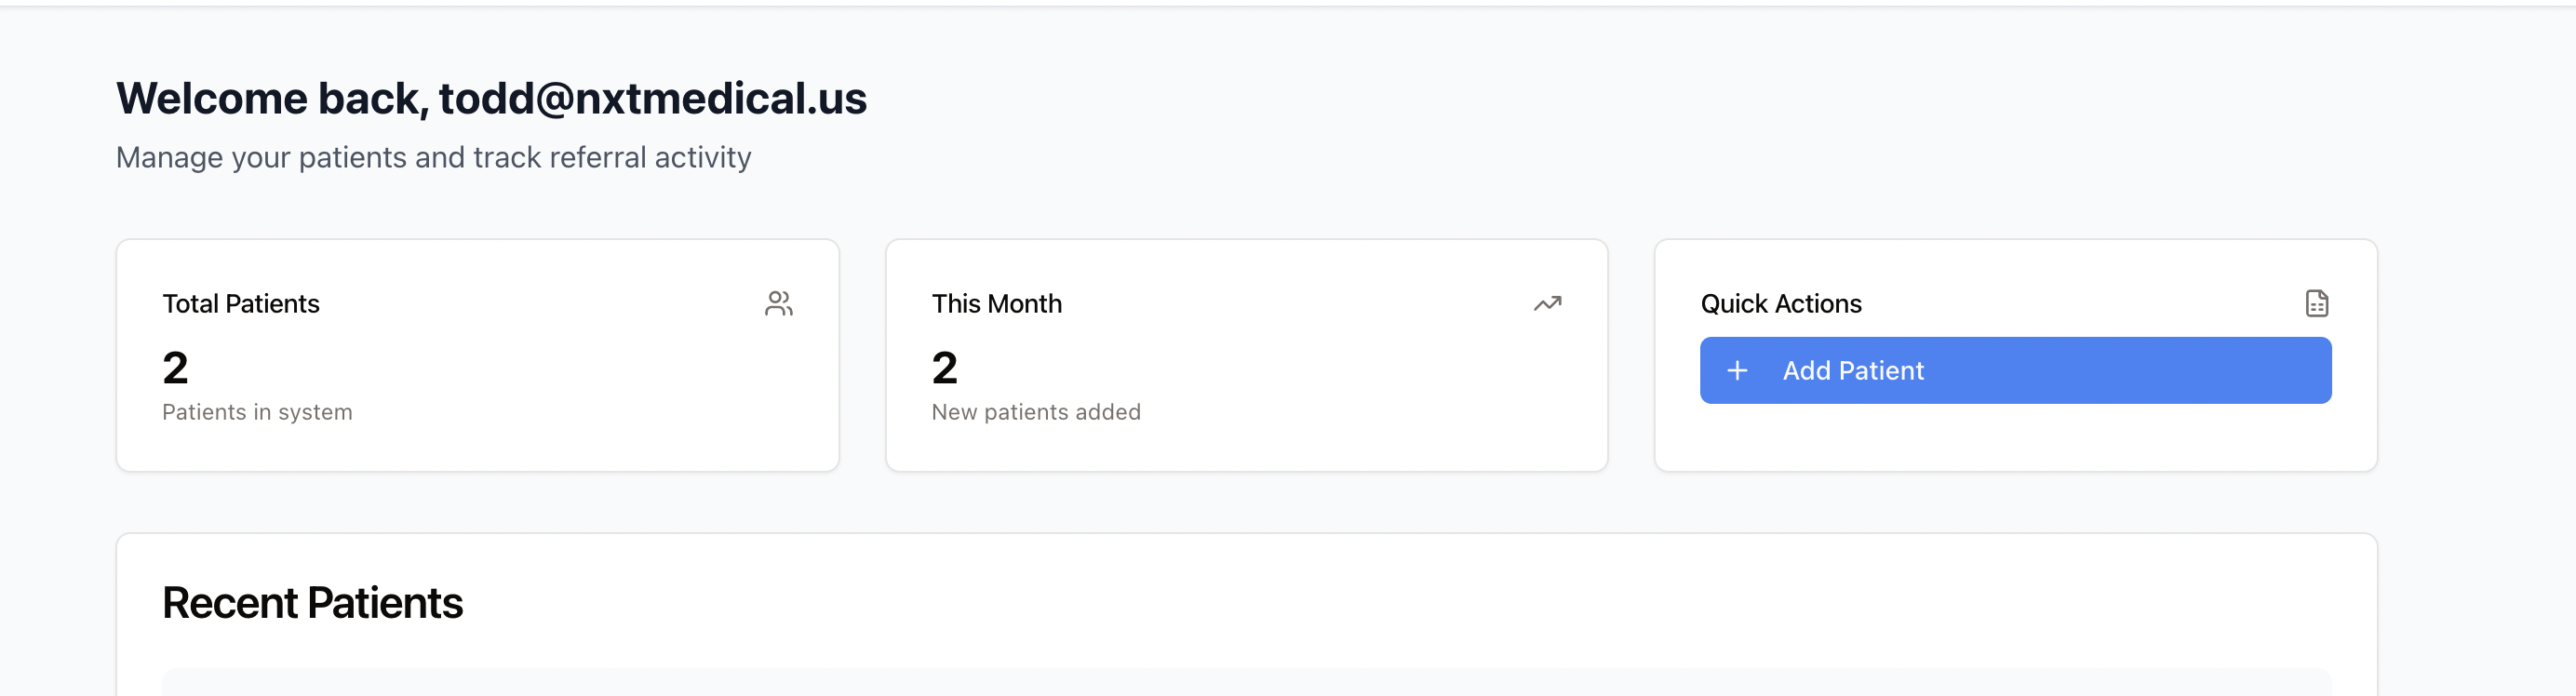 Welcome back, todd@nxtmedical.us
Manage your patients and track referral activity
Total Patients
2
Patients in system
This Month
2
New patients added
Quick Actions
Add Patient
Recent Patients